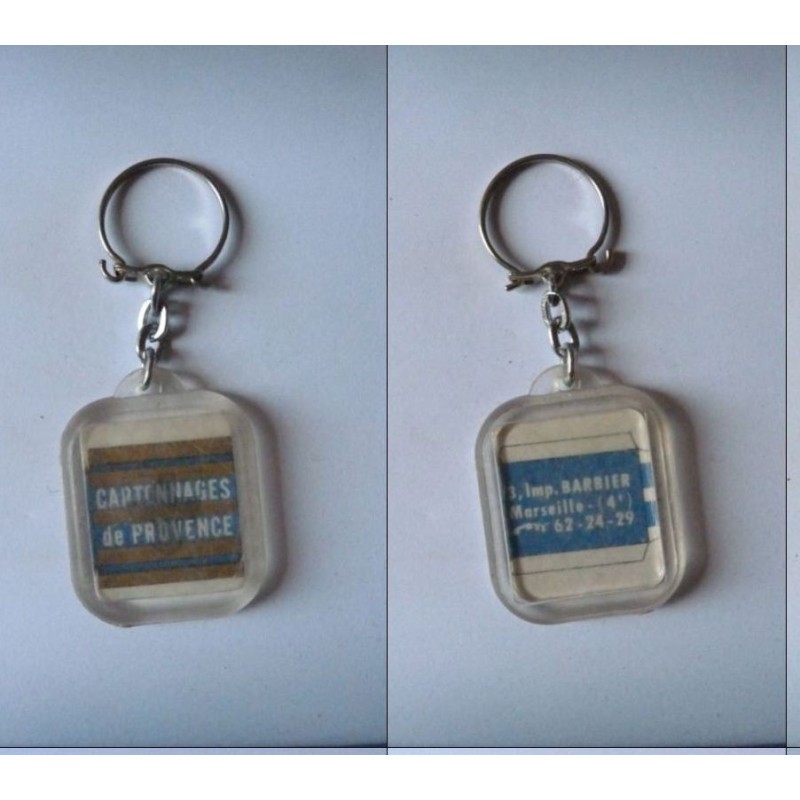 CARTONNAGES
de PROVENCE
3, Imp. BARRIER
Marseille - (4ᵉ)
62-24-29